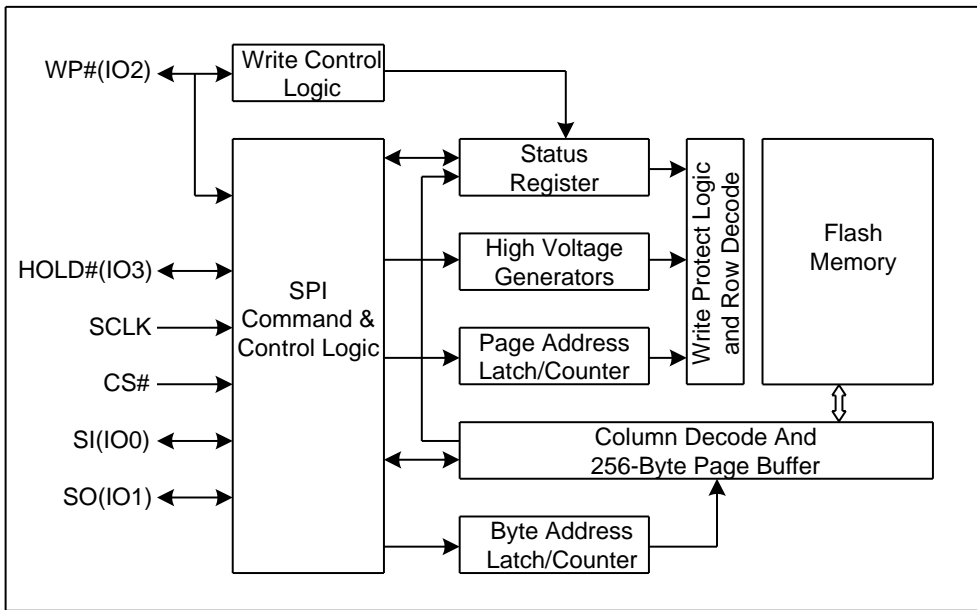 WP#(IO2)
Write Control
Logic
Status
Register
HOLD#(IO3)
High Voltage
Generators
SPI
Command &
Control Logic
SCLK
Page Address
Latch/Counter
CS#
Write Protect Logic
and Row Decode
Flash
Memory
SI(IO0)
Column Decode And
256-Byte Page Buffer
SO(IO1)
Byte Address
Latch/Counter